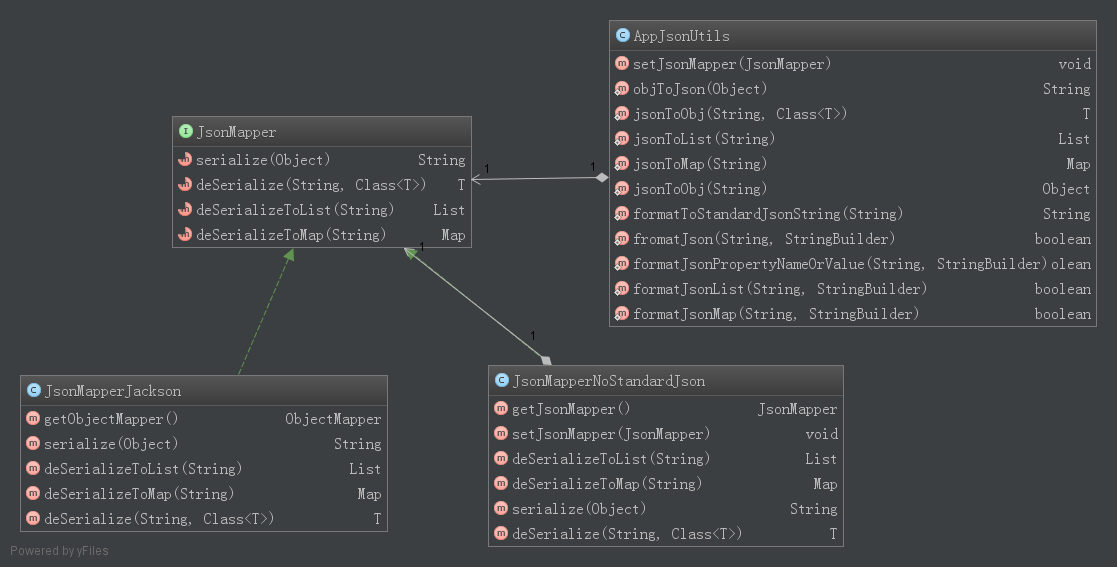 AppJsonUtils
setJsonMapper(JsonMapper) void
objToJson(Object) String
jsonToObj(String, Class<T>) T
jsonToList(String) List
jsonToMap(String) Map
jsonToObj(String) Object
formatToStandardJsonString(String) String
fromatJson(String, StringBuilder) boolean
formatJsonPropertyNameOrValue(String, StringBuilder) olean
formatJsonList(String, StringBuilder) boolean
formatJsonMap(String, StringBuilder) boolean
JsonMapper
serialize(Object) String
deSerialize(String, Class<T>) T
deSerializeToList(String) List
deSerializeToMap(String) Map
1
1
1
1
JsonMapperJackson
getObjectMapper() ObjectMapper
serialize(Object) String
deSerializeToList(String) List
deSerializeToMap(String) Map
deSerialize(String, Class<T>) T
JsonMapperNoStandardJson
getJsonMapper() JsonMapper
setJsonMapper(JsonMapper) void
deSerializeToList(String) List
deSerializeToMap(String) Map
serialize(Object) String
deSerialize(String, Class<T>) T
Powered by yFiles